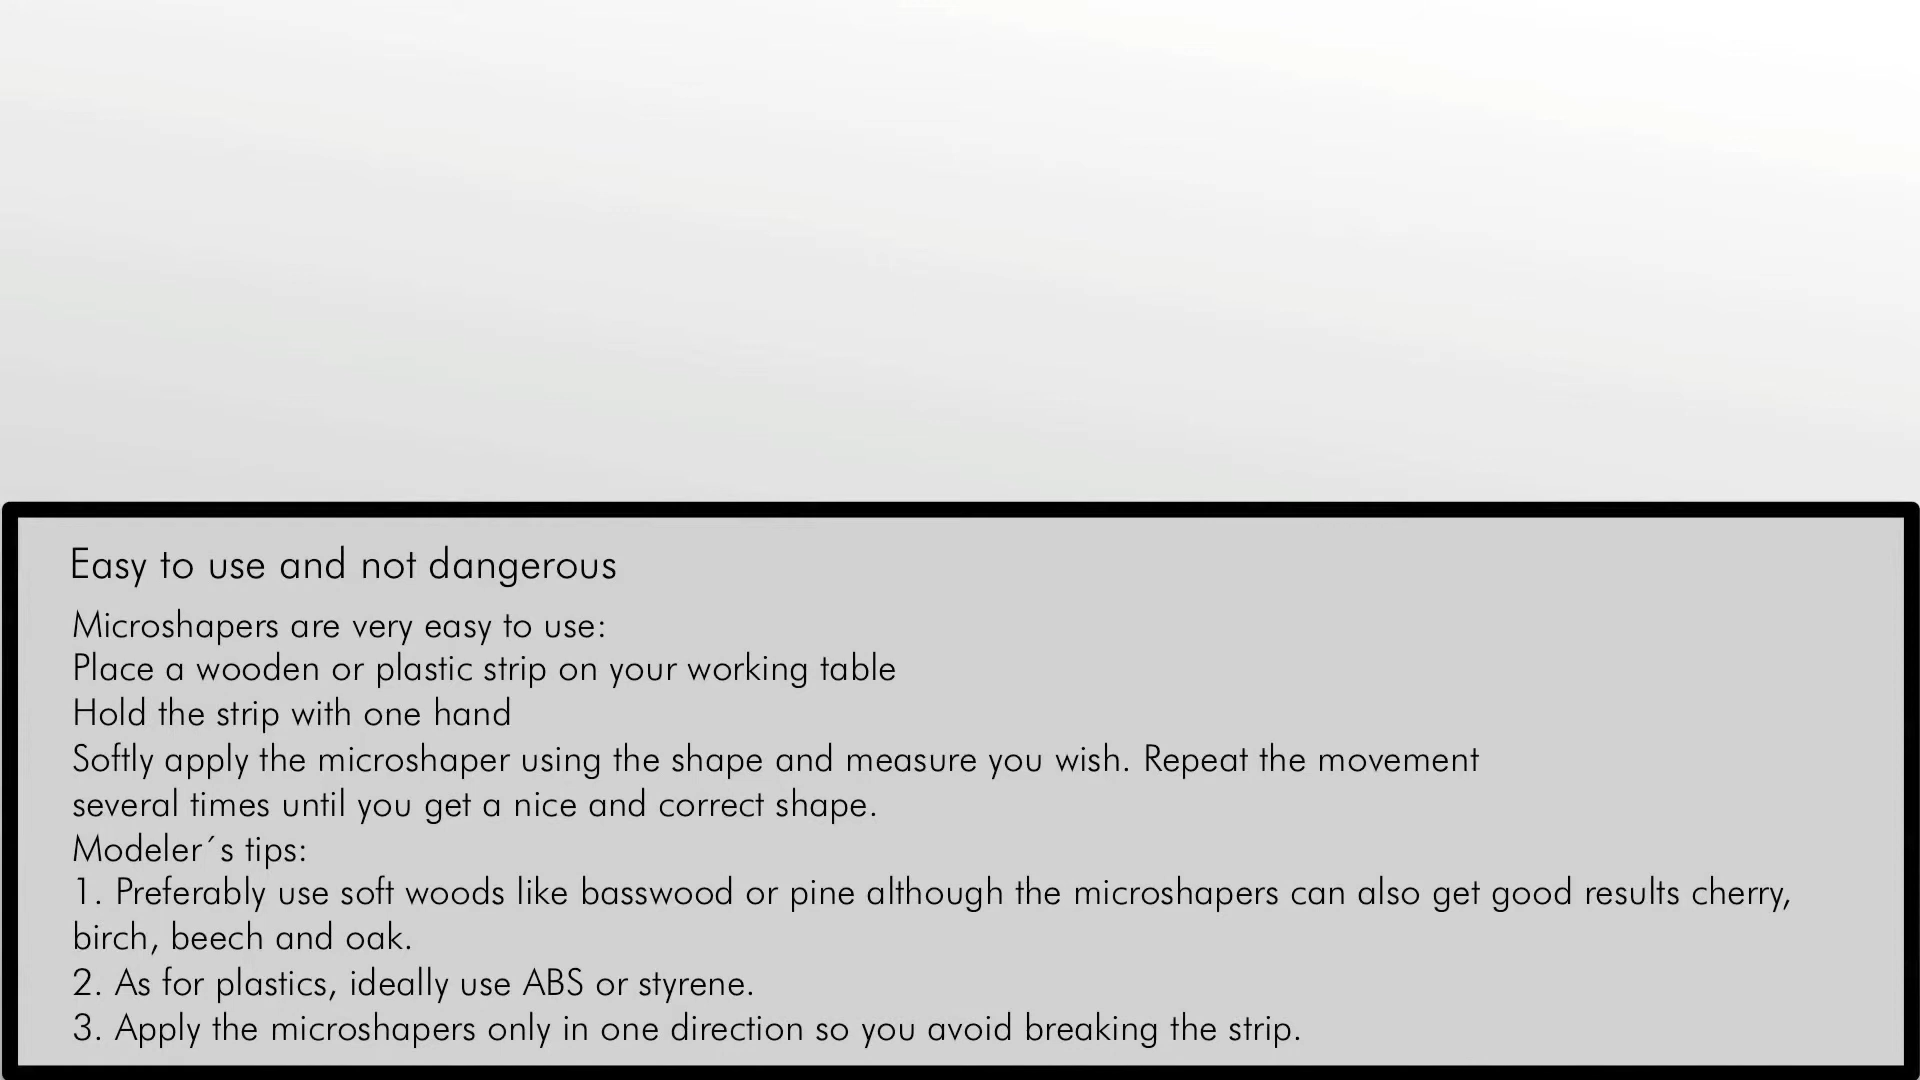 Easy to use and not dangerous
Microshapers are very easy to use:
Place a wooden or plastic strip on your working table
Hold the strip with one hand
Softly apply the microshaper using the shape and measure you wish. Repeat the movement
several times until you get a nice and correct shape.
Modeler´s tips:
1. Preferably use soft woods like basswood or pine although the microshapers can also get good results cherry,
birch, beech and oak.
2. As for plastics, ideally use ABS or styrene.
3. Apply the microshapers only in one direction so you avoid breaking the strip.